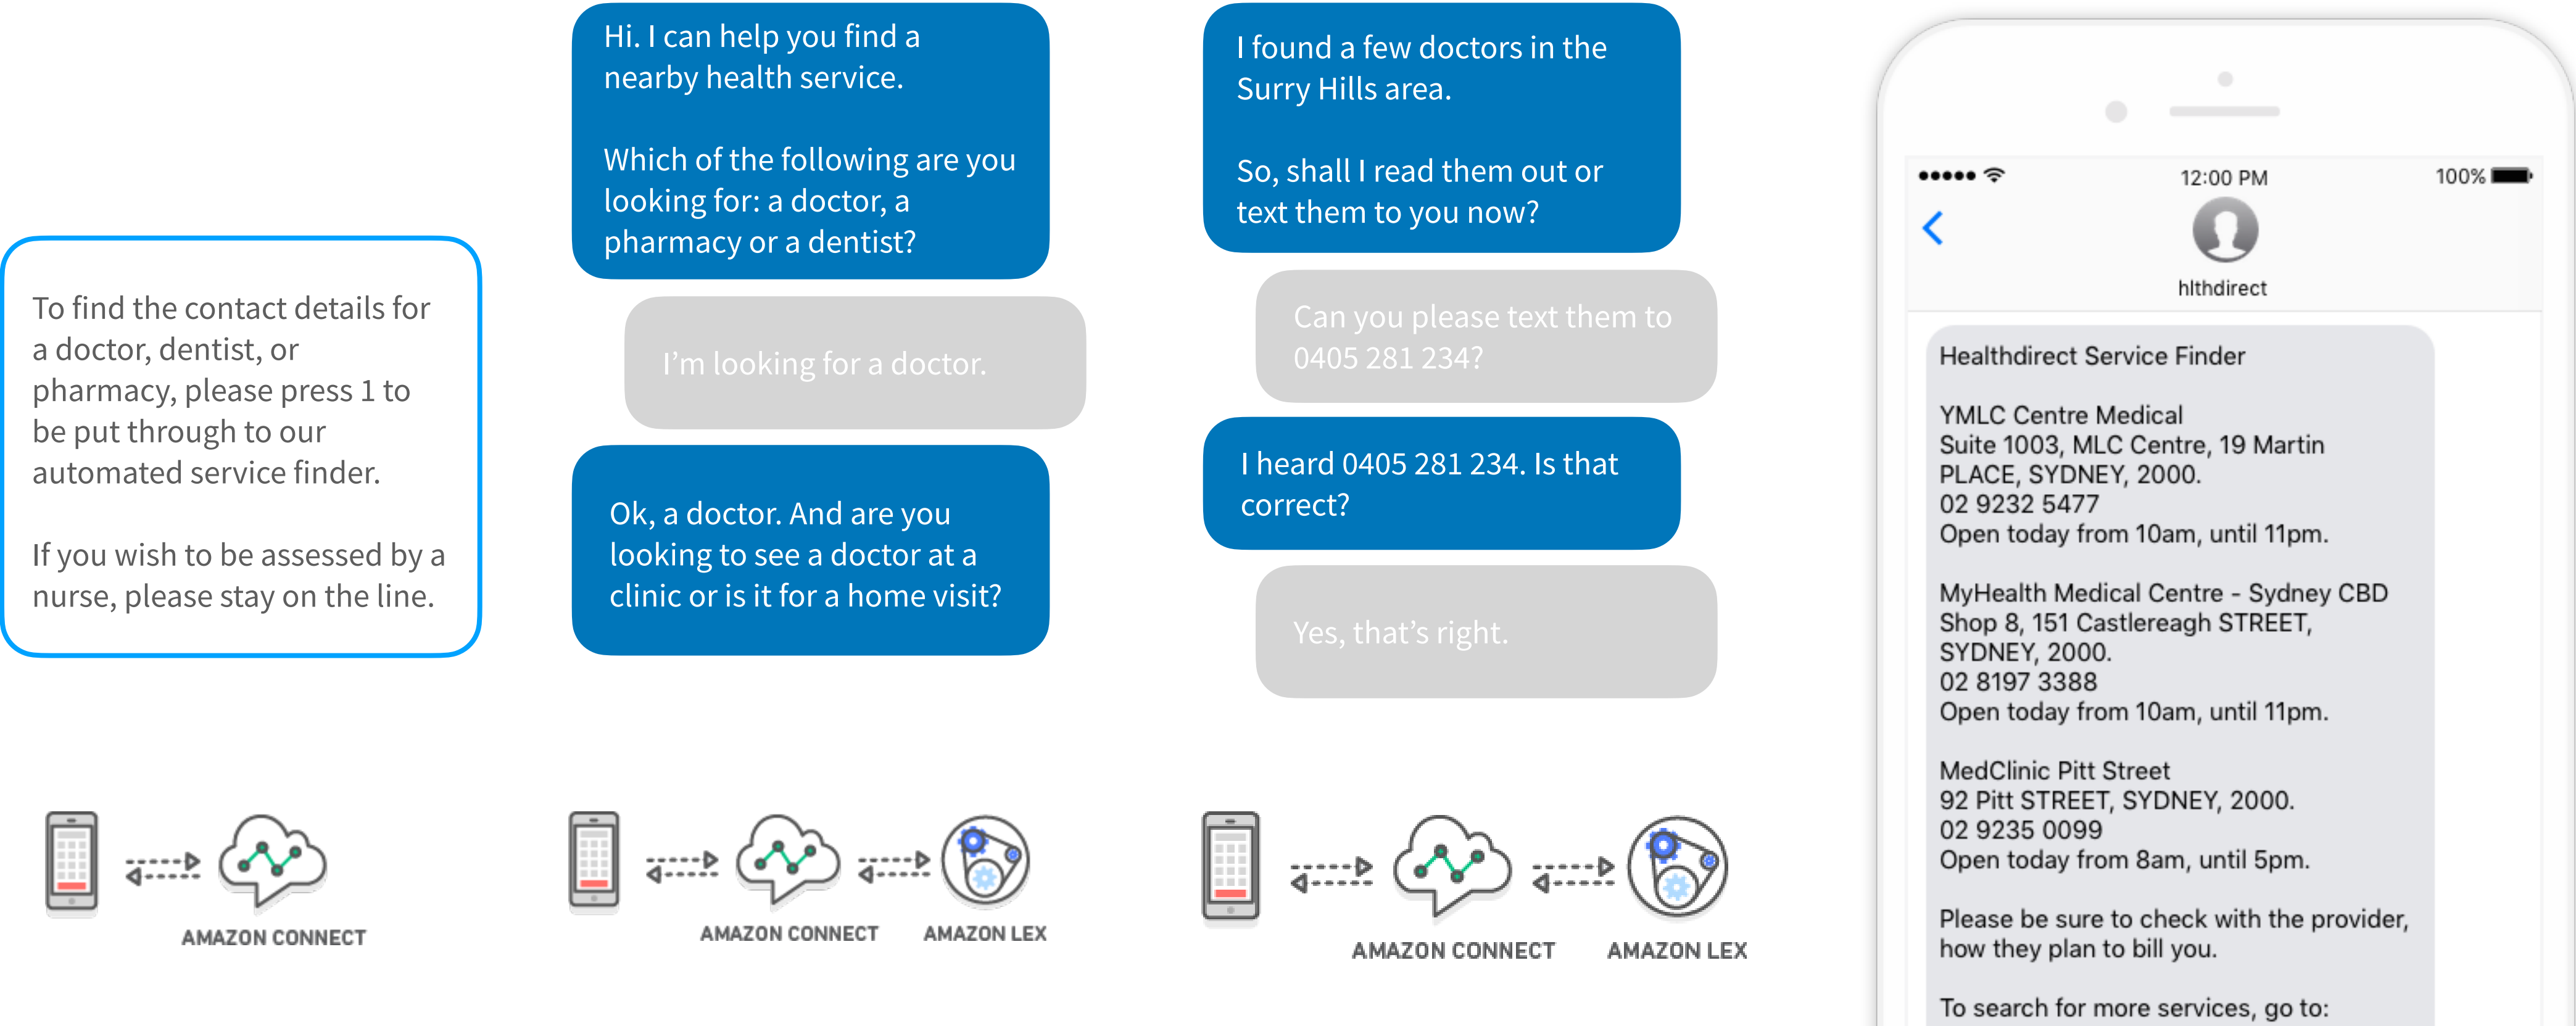 To find the contact details for
a doctor, dentist, or
pharmacy, please press 1 to
be put through to our
automated service finder.
If you wish to be assessed by a
nurse, please stay on the line.
AMAZON CONNECT
Hi. I can help you find a
nearby health service.
Which of the following are you
looking for: a doctor, a
pharmacy or a dentist?
I’m looking for a doctor.
Ok, a doctor. And are you
looking to see a doctor at a
clinic or is it for a home visit?
AMAZON CONNECT
AMAZON LEX
I found a few doctors in the
Surry Hills area.
So, shall I read them out or
text them to you now?
Can you please text them to
0405 281 234?
I heard 0405 281 234. Is that
correct?
Yes, that’s right.
AMAZON CONNECT
AMAZON LEX
12:00 PM
100%
hlthdirect
Healthdirect Service Finder
YMLC Centre Medical
Suite 1003, MLC Centre, 19 Martin
PLACE, SYDNEY, 2000.
02 9232 5477
Open today from 10am, until 11pm.
MyHealth Medical Centre - Sydney CBD
Shop 8, 151 Castlereagh STREET,
SYDNEY, 2000.
02 8197 3388
Open today from 10am, until 11pm.
MedClinic Pitt Street
92 Pitt STREET, SYDNEY, 2000.
02 9235 0099
Open today from 8am, until 5pm.
Please be sure to check with the provider,
how they plan to bill you.
To search for more services, go to: